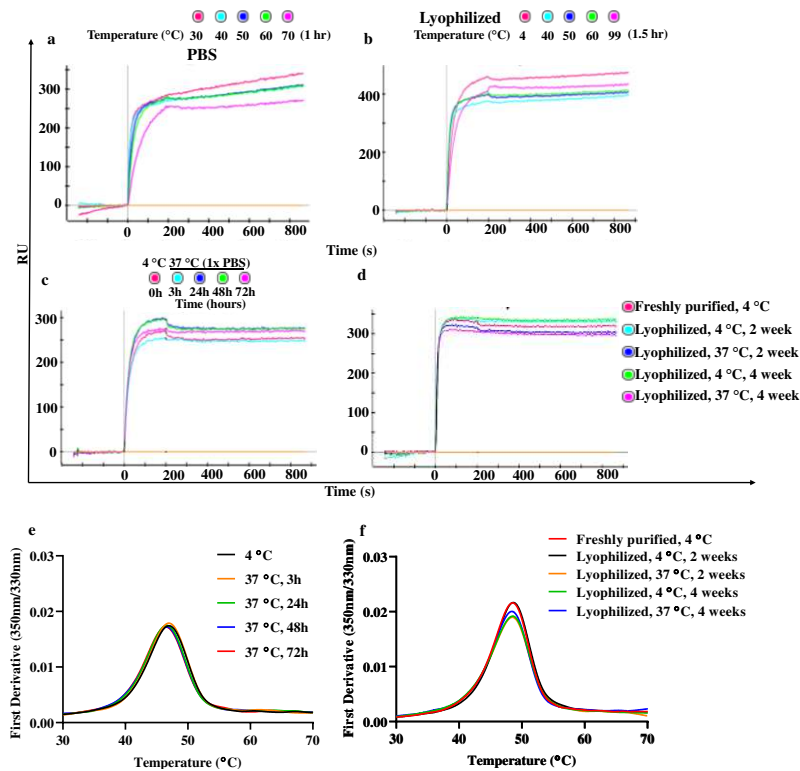 Temperature (°C) 30 40 50 60 70 (1 hr)
a
PBS
300
200
100
0
0 200 400 600 800
Lyophilized
b
Temperature (°C) 4 40 50 60 99 (1.5 hr)
400
200
0
0 200 400 600 800
Time (s)
RU
4 °C 37 °C (1x PBS)
c
0h 3h 24h 48h 72h
Time (hours)
300
200
100
0
0 200 400 600 800
d
300
200
100
0
0 200 400 600 800
Freshly purified, 4 °C
Lyophilized, 4 °C, 2 week
Lyophilized, 37 °C, 2 week
Lyophilized, 4 °C, 4 week
Lyophilized, 37 °C, 4 week
Time (s)
e
First Derivative (350nm/330nm)
0.03
0.02
0.01
0.00
30 40 50 60 70
Temperature (°C)
4 °C
37 °C, 3h
37 °C, 24h
37 °C, 48h
37 °C, 72h
f
First Derivative (350nm/330nm)
0.03
0.02
0.01
0.00
30 40 50 60 70
Temperature (°C)
Freshly purified, 4 °C
Lyophilized, 4 °C, 2 weeks
Lyophilized, 37 °C, 2 weeks
Lyophilized, 4 °C, 4 weeks
Lyophilized, 37 °C, 4 weeks